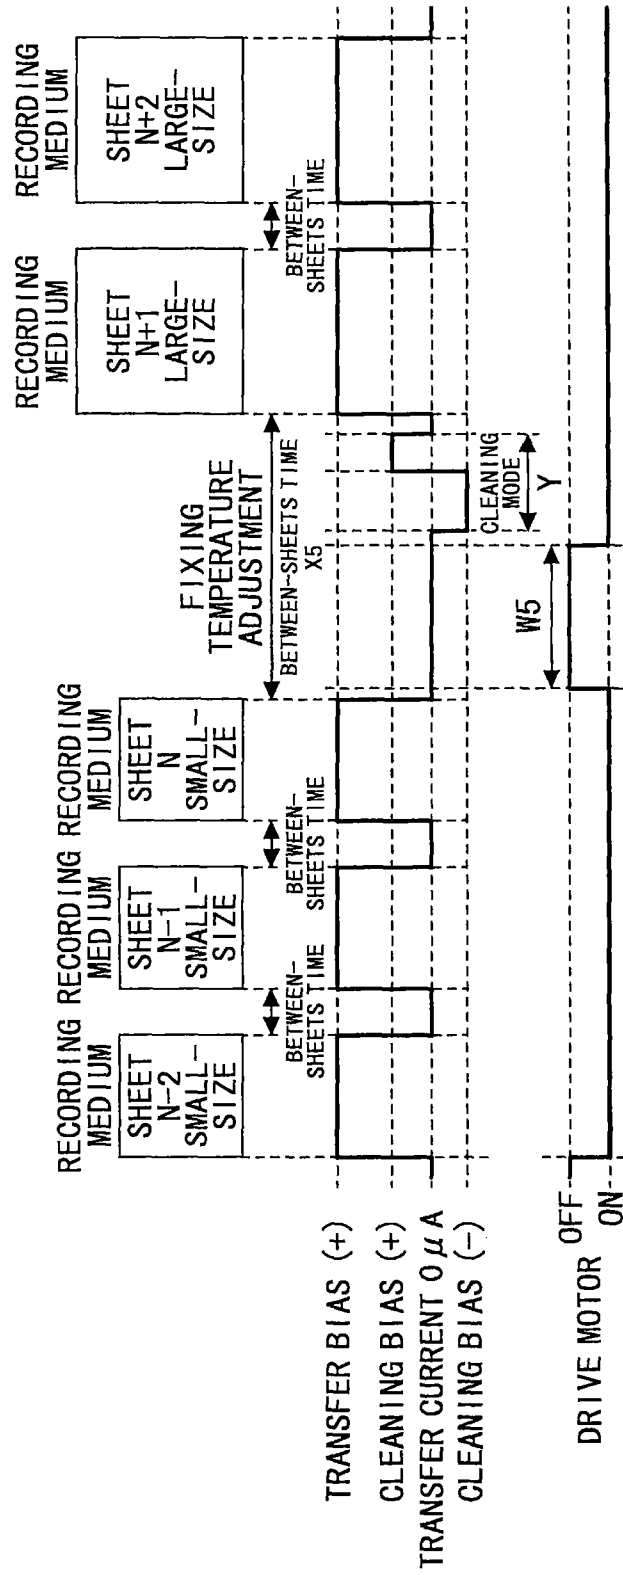 RECORDING
MEDIUM
SHEET
N-2
SMALL-
SIZE
RECORDING
MEDIUM
SHEET
N-1
SMALL-
SIZE
RECORDING
MEDIUM
SHEET
N
SMALL-
SIZE
RECORDING
MEDIUM
SHEET
N+1
LARGE-
SIZE
RECORDING
MEDIUM
SHEET
N+2
LARGE-
SIZE
FIXING
TEMPERATURE
ADJUSTMENT
BETWEEN-SHEETS TIME
X5
BETWEEN-
SHEETS TIME
BETWEEN-
SHEETS TIME
BETWEEN-
SHEETS TIME
TRANSFER BIAS (+)
CLEANING BIAS (+)
TRANSFER CURRENT 0 μ A
CLEANING BIAS (-)
CLEANING
MODE
Y
W5
DRIVE MOTOR
OFF
ON